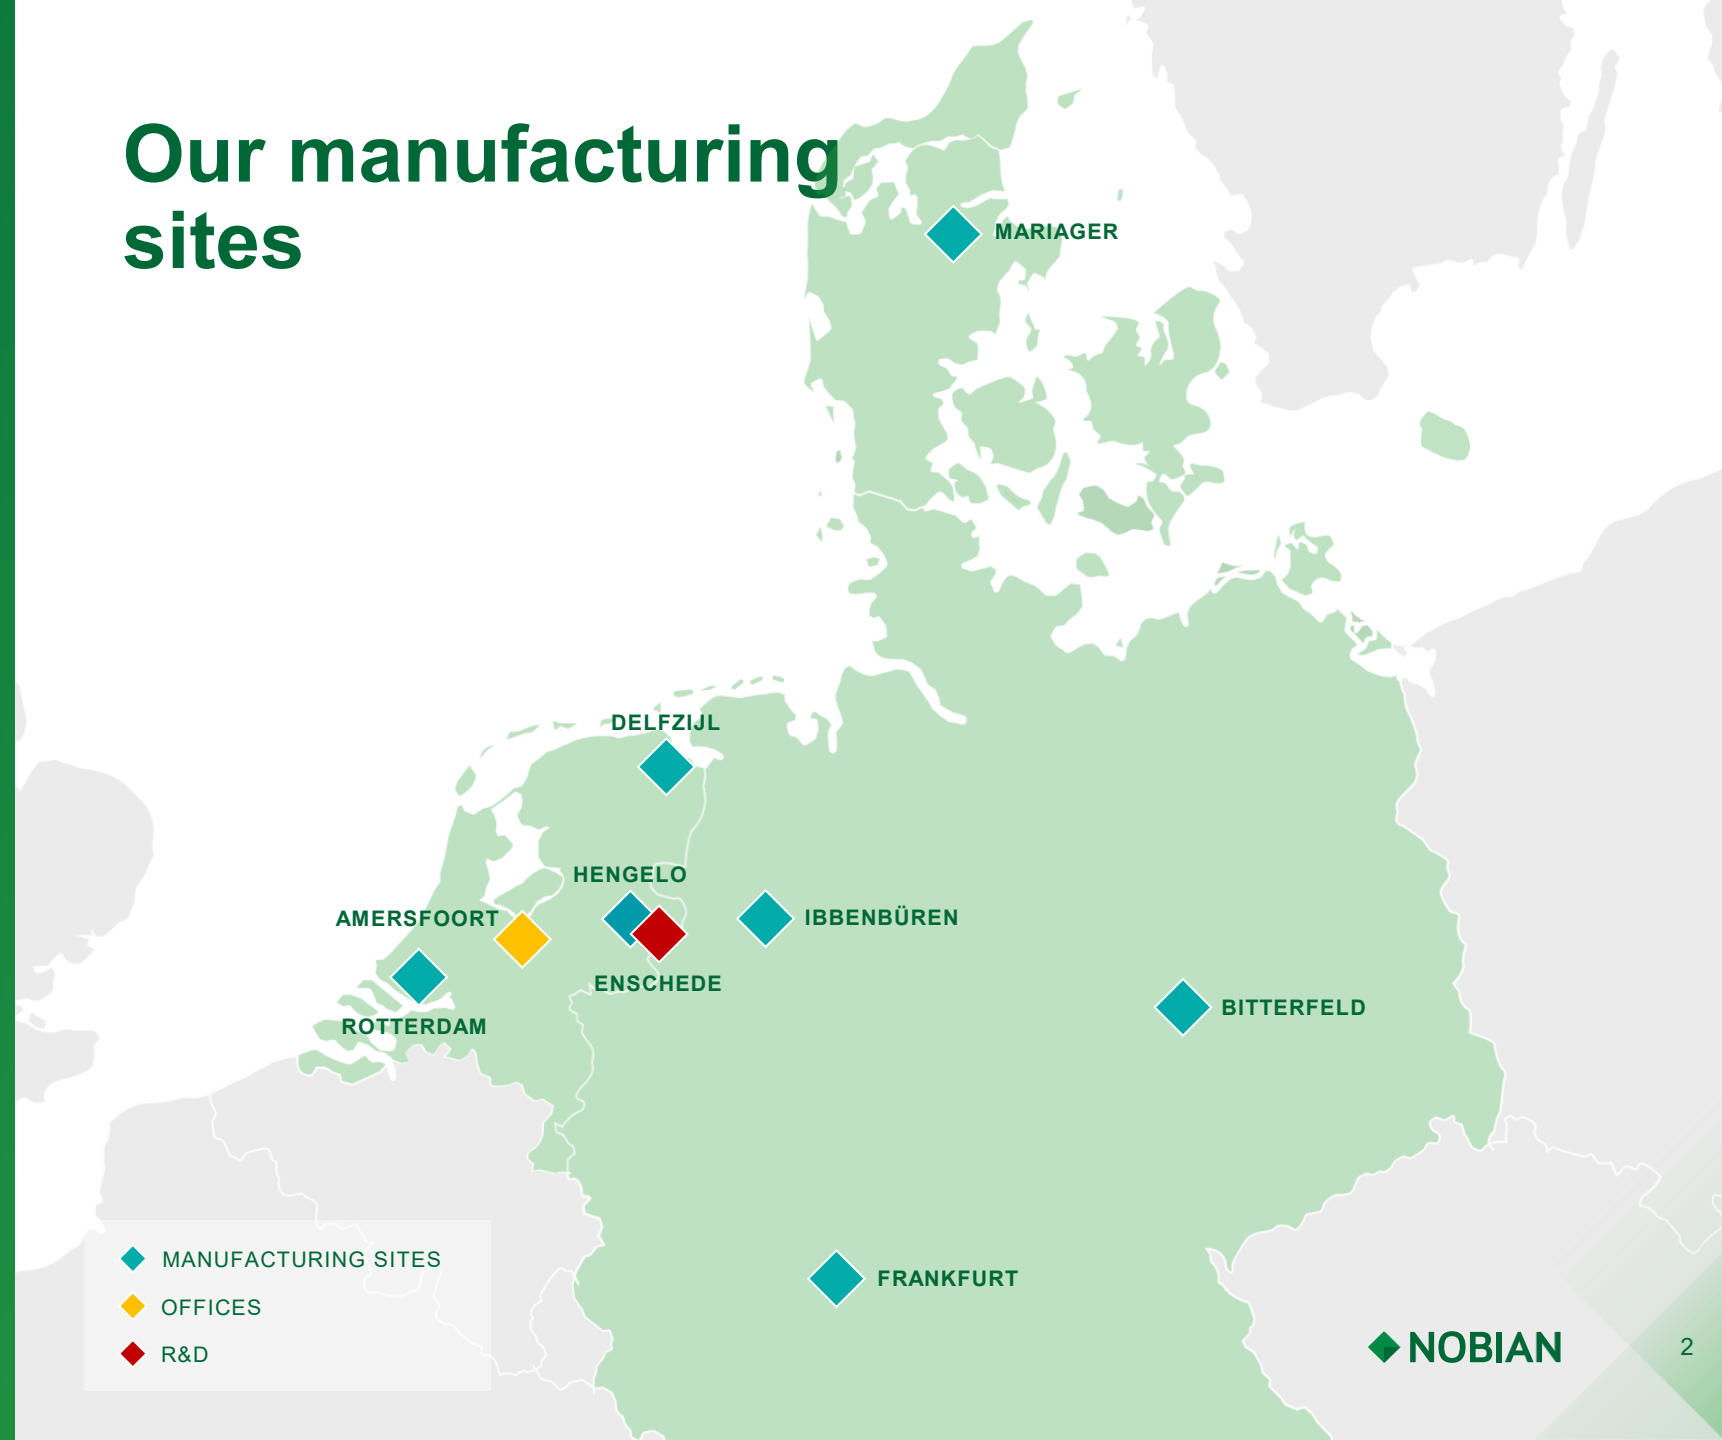 Our manufacturing
sites
MARIAGER
DELFZIJL
HENGELO
AMERSFOORT
IBBENBÜREN
ENSCHEDE
ROTTERDAM
BITTERFELD
FRANKFURT
MANUFACTURING SITES
OFFICES
R&D
NOBIAN
2